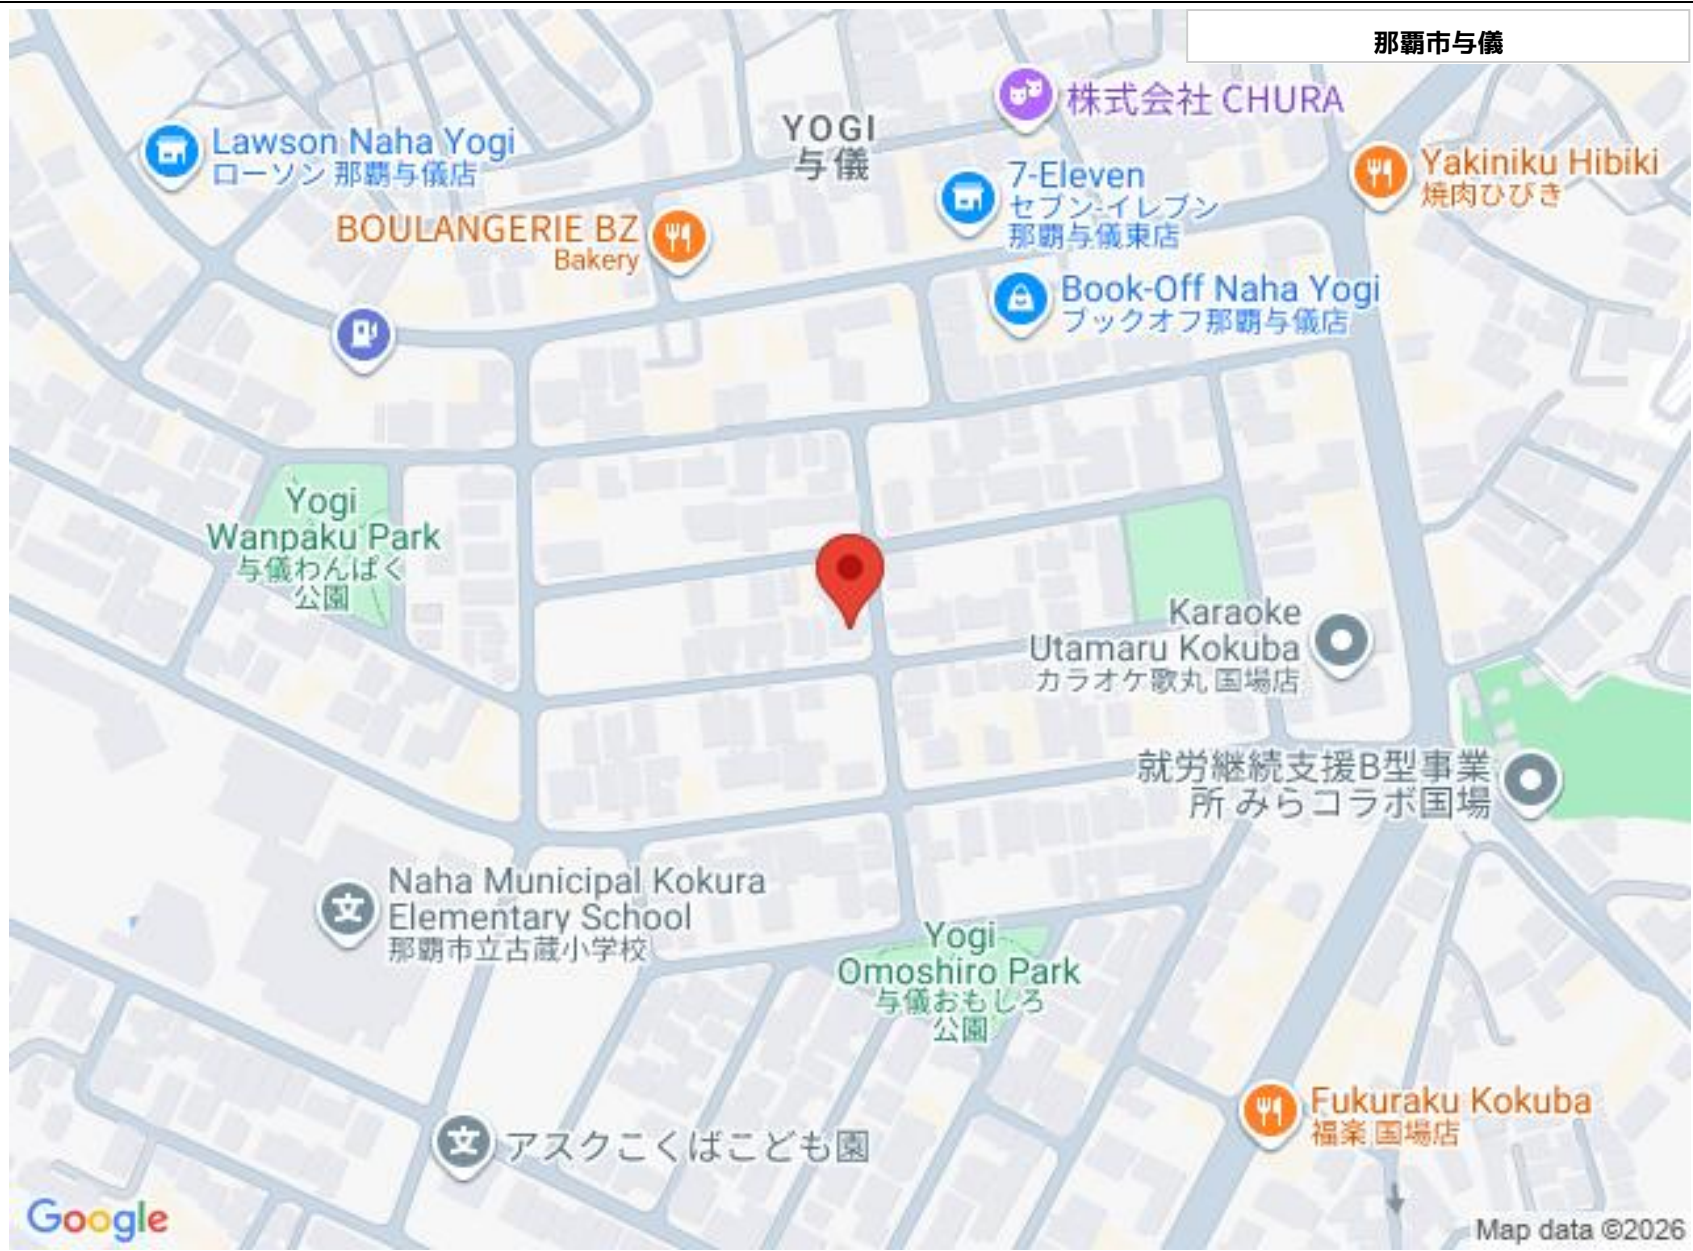 那覇市与儀
株式会社 CHURA
YOGI
与儀
Lawson Naha Yogi
ローソン 那覇与儀店
Yakiniku Hibiki
焼肉ひびき
7-Eleven
セブン-イレブン
那覇与儀東店
BOULANGERIE BZ
Bakery
Book-Off Naha Yogi
ブックオフ那覇与儀店
Yogi
Wanpaku Park
与儀わんぱく
公園
Karaoke
Utamaru Kokuba
カラオケ歌丸 国場店
就労継続支援B型事業
所 みらコラボ国場
Naha Municipal Kokura
Elementary School
那覇市立古蔵小学校
Yogi
Omoshiro Park
与儀おもしろ
公園
Fukuraku Kokuba
福楽 国場店
アスクこくばこども園
Google
Map data ©2026